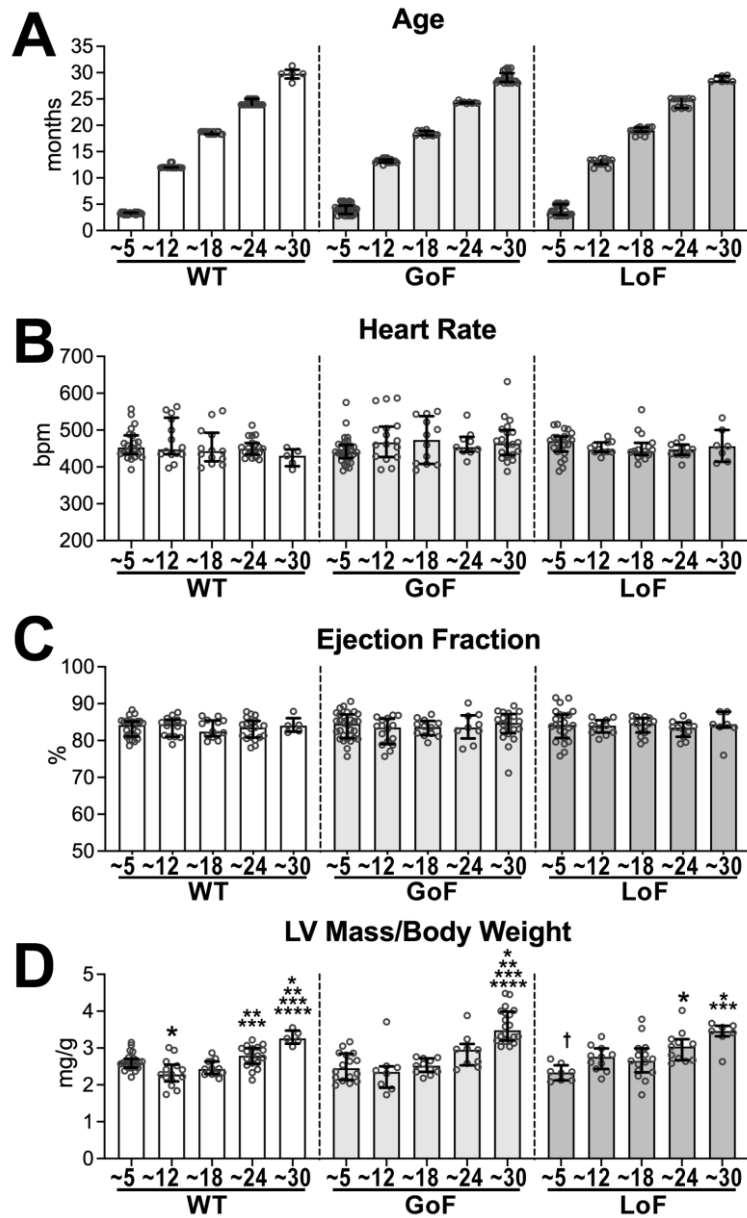 A
Age
35
30
25
20
15
10
5
0
months
~5 ~12 ~18 ~24 ~30 ~5 ~12 ~18 ~24 ~30 ~5 ~12 ~18 ~24 ~30
WT GoF LoF
B
Heart Rate
700
600
500
400
300
200
bpm
~5 ~12 ~18 ~24 ~30 ~5 ~12 ~18 ~24 ~30 ~5 ~12 ~18 ~24 ~30
WT GoF LoF
C
Ejection Fraction
100
90
80
70
60
50
%
~5 ~12 ~18 ~24 ~30 ~5 ~12 ~18 ~24 ~30 ~5 ~12 ~18 ~24 ~30
WT GoF LoF
D
LV Mass/Body Weight
5
4
3
2
1
0
mg/g
*
**
***
*
**
***
****
*
**
***
****
†
*
*
***
~5 ~12 ~18 ~24 ~30 ~5 ~12 ~18 ~24 ~30 ~5 ~12 ~18 ~24 ~30
WT GoF LoF